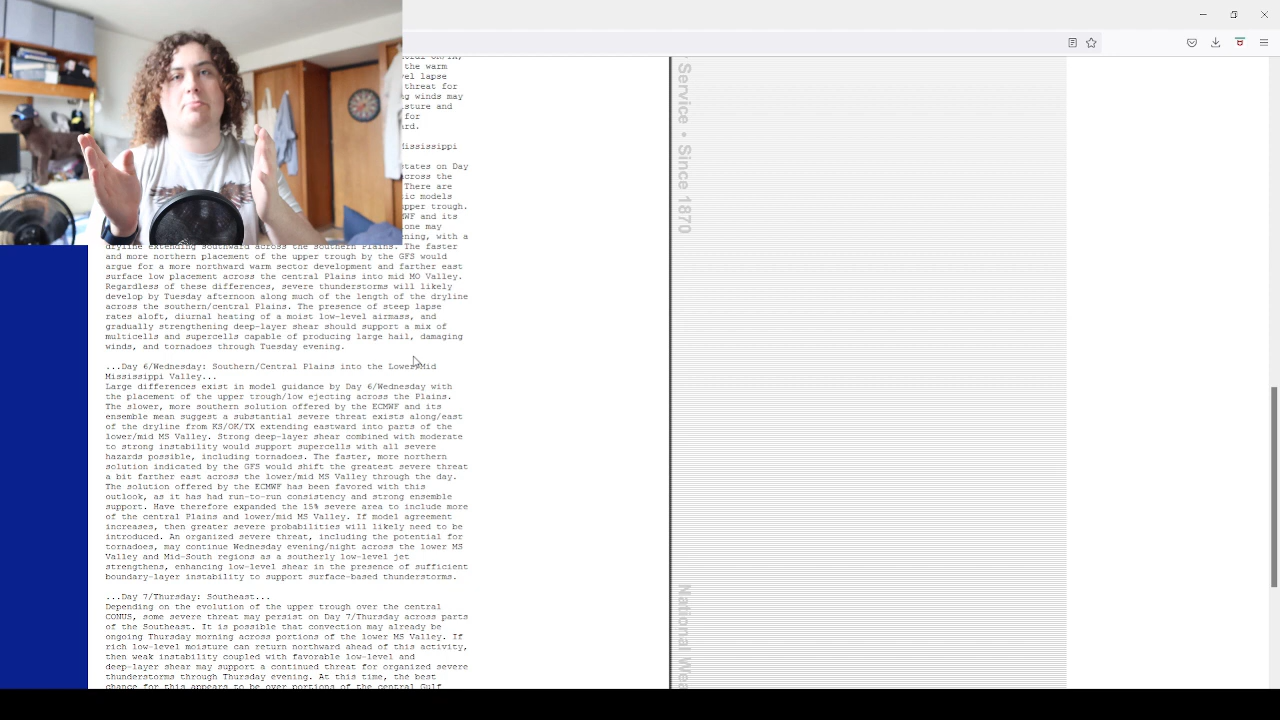 the warm
vel lapse
threat for
g winds may
sture and
for
ard.
ississippi
states on Day
across the
There are
ic models
upper trough.
MWF and its
one may
ening, with a
dryline extending southward across the southern Plains. The faster
and more northern placement of the upper trough by the GFS would
argue for a more northward warm sector development and farther east
surface low placement across the central Plains into mid MO Valley.
Regardless of these differences, severe thunderstorms will likely
develop by Tuesday afternoon along much of the length of the dryline
across the southern/central Plains. The presence of steep lapse
rates aloft, diurnal heating of a moist low-level airmass, and
gradually strengthening deep-layer shear should support a mix of
multicells and supercells capable of producing large hail, damaging
winds, and tornadoes through Tuesday evening.
...Day 6/Wednesday: Southern/Central Plains into the Lower/Mid
Mississippi Valley...
Large differences exist in model guidance by Day 6/Wednesday with
the placement of the upper trough/low ejecting across the Plains.
The slower, more southern solution offered by the ECMWF and its
ensemble mean suggest a substantial severe threat exists along/east
of the dryline from KS/OK/TX extending eastward into parts of the
lower/mid MS Valley. Strong deep-layer shear combined with moderate
to strong instability would support supercells with all severe
hazards possible, including tornadoes. The faster, more northern
solution indicated by the GFS would shift the greatest severe threat
a bit farther east across the lower/mid MS Valley through the day.
The solution offered by the ECMWF has been favored with this
outlook, as it has had run-to-run consistency and strong ensemble
support. Have therefore expanded the 15% severe area to include more
of the central Plains and lower/mid MS Valley. If model agreement
increases, then greater severe probabilities will likely need to be
introduced. An organized severe threat, including the potential for
tornadoes, may continue Wednesday evening/night across the lower MS
Valley and Mid-South regions as a southerly low-level jet
strengthens, enhancing low-level shear in the presence of sufficient
boundary-layer instability to support surface-based thunderstorms.
...Day 7/Thursday: Southeast...
Depending on the evolution of the upper trough over the central
CONUS, some severe threat may persist on Day 7/Thursday across parts
of the Southeast. It is possible that convection may already be
ongoing Thursday morning across portions of the lower MS Valley. If
rich low-level moisture can return northward ahead of this activity,
then weak instability coupled with favorable low-level and
deep-layer shear may support a continued threat for organized severe
thunderstorms through Thursday evening. At this time, the best
chance for this appears to be over portions of the central Gulf
Service • Since 1870
National Wea